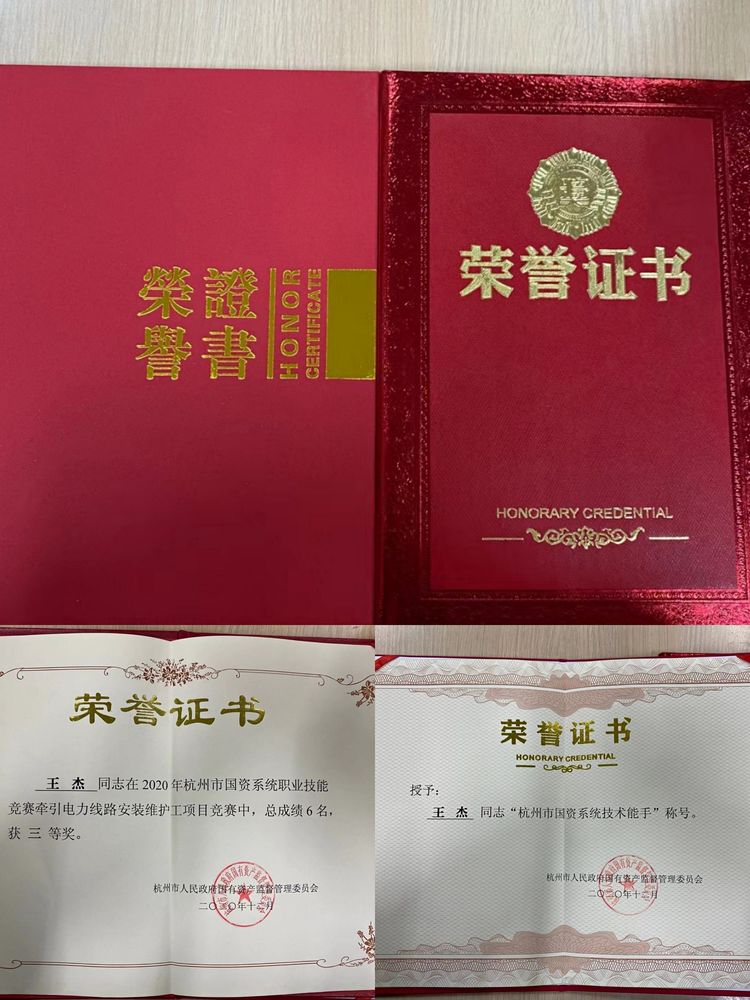 榮 證
譽 書
HONOR
CERTIFICATE
荣誉证书
HONORARY CREDENTIAL
荣誉证书
王 杰 同志在 2020 年杭州市国资系统职业技能
竞赛牵引电力线路安装维护工项目竞赛中，总成绩 6 名，
获 三 等奖。
杭州市人民政府国有资产监督管理委员会
二〇二〇年十二月
荣誉证书
HONORARY CREDENTIAL
授予：
王 杰 同志“杭州市国资系统技术能手”称号。
杭州市人民政府国有资产监督管理委员会
二〇二〇年十二月